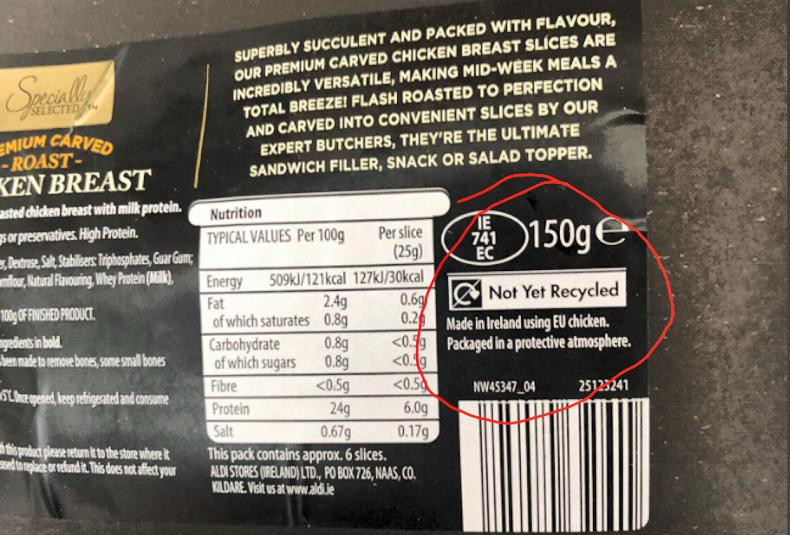 Specially
SELECTED™
EMIUM CARVED
- ROAST -
KEN BREAST
asted chicken breast with milk protein.
gs or preservatives. High Protein.
er, Dextrose, Salt, Stabilisers: Triphosphates, Guar Gum;
rnflour, Natural Flavouring, Whey Protein (Milk),
100g OF FINISHED PRODUCT.
ngredients in bold.
been made to remove bones, some small bones
5°C. Once opened, keep refrigerated and consume
this product please return it to the store where it
ased to replace or refund it. This does not affect your
SUPERBLY SUCCULENT AND PACKED WITH FLAVOUR,
OUR PREMIUM CARVED CHICKEN BREAST SLICES ARE
INCREDIBLY VERSATILE, MAKING MID-WEEK MEALS A
TOTAL BREEZE! FLASH ROASTED TO PERFECTION
AND CARVED INTO CONVENIENT SLICES BY OUR
EXPERT BUTCHERS, THEY'RE THE ULTIMATE
SANDWICH FILLER, SNACK OR SALAD TOPPER.
Nutrition
TYPICAL VALUES Per 100g Per slice
(25g)
Energy 509kJ/121kcal 127kJ/30kcal
Fat 2.4g 0.6g
of which saturates 0.8g 0.2g
Carbohydrate 0.8g <0.5g
of which sugars 0.8g <0.5g
Fibre <0.5g <0.5g
Protein 24g 6.0g
Salt 0.67g 0.17g
This pack contains approx. 6 slices.
ALDI STORES (IRELAND) LTD., PO BOX 726, NAAS, CO.
KILDARE. Visit us at www.aldi.ie
IE
741
EC
150g e
Not Yet Recycled
Made in Ireland using EU chicken.
Packaged in a protective atmosphere.
NW45347_04 25123241